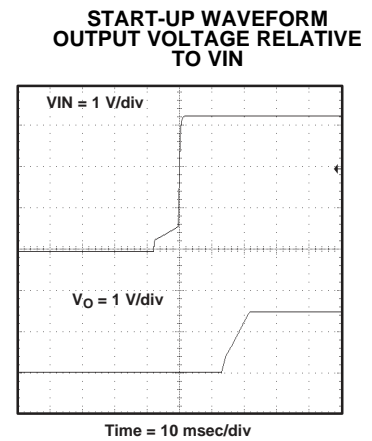 START-UP WAVEFORM
OUTPUT VOLTAGE RELATIVE
TO VIN
VIN = 1 V/div
VO = 1 V/div
Time = 10 msec/div